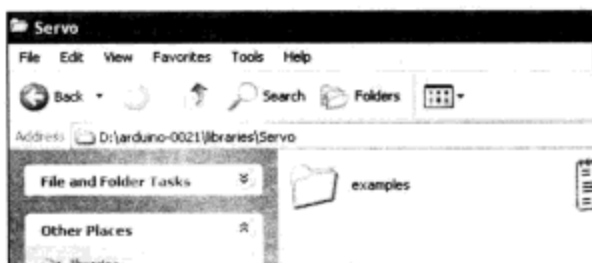 Servo
File Edit View Favorites Tools Help
Back Search Folders
Address D:\arduino-0021\libraries\Servo
File and Folder Tasks
examples
Other Places
libraries